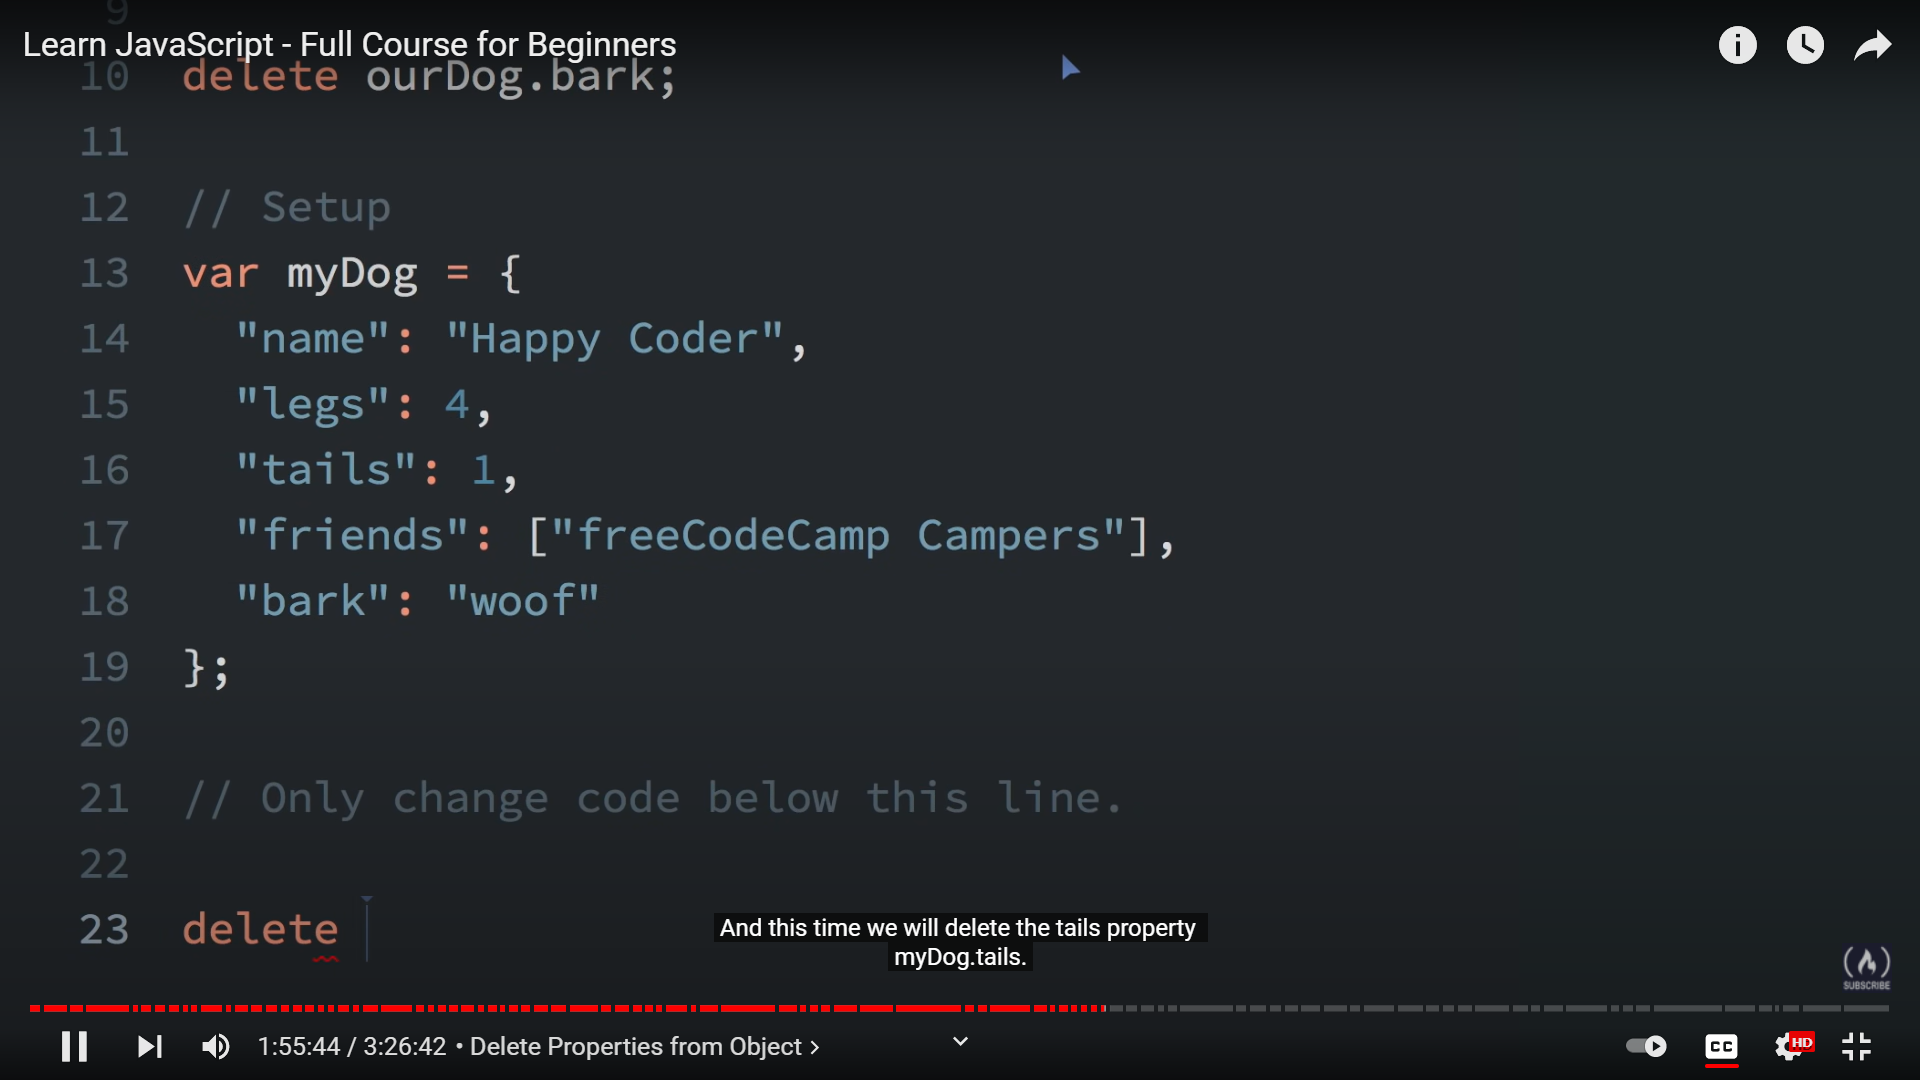 9
Learn JavaScript - Full Course for Beginners
10 delete ourDog.bark;
11
12 // Setup
13 var myDog = {
14 "name": "Happy Coder",
15 "legs": 4,
16 "tails": 1,
17 "friends": ["freeCodeCamp Campers"],
18 "bark": "woof"
19 };
20
21 // Only change code below this line.
22
23 delete
And this time we will delete the tails property
myDog.tails.
SUBSCRIBE
1:55:44 / 3:26:42 • Delete Properties from Object >
CC
HD